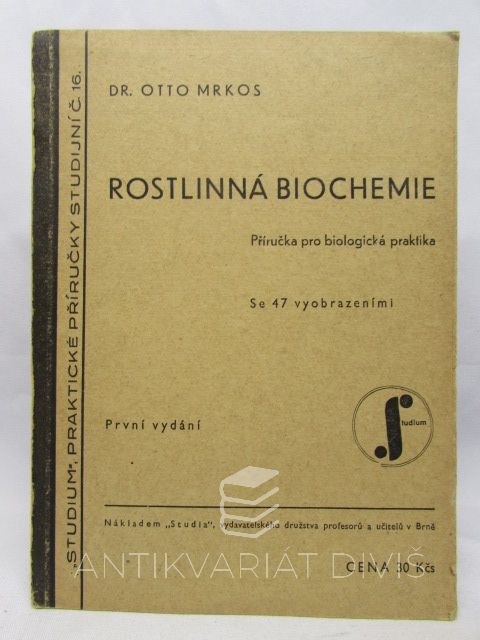 DR. OTTO MRKOS
ROSTLINNÁ BIOCHEMIE
Příručka pro biologická praktika
Se 47 vyobrazeními
První vydání
Studium
Nákladem „Studia", vydavatelského družstva profesorů a učitelů v Brně
CENA 30 Kčs
„STUDIUM", PRAKTICKÉ PŘÍRUČKY STUDIJNÍ Č. 16.
ANTIKVARIÁT DIVIŠ